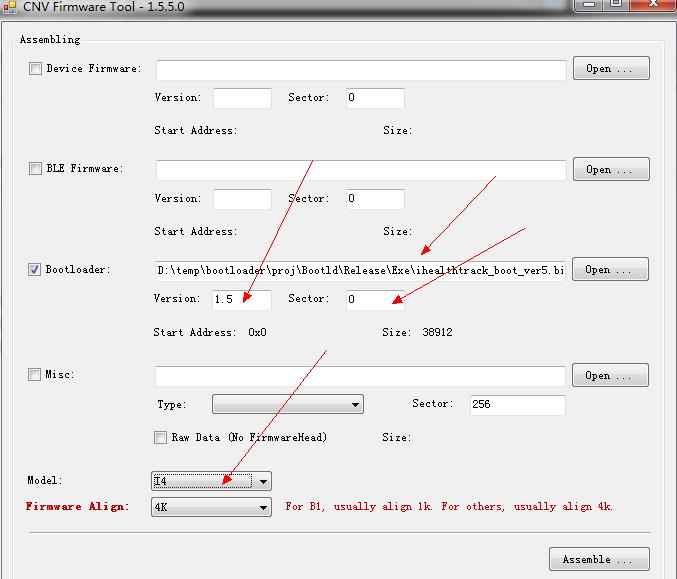 CNV Firmware Tool - 1.5.5.0
Assembling
Device Firmware: Open ...
Version: Sector: 0
Start Address: Size:
BLE Firmware: Open ...
Version: Sector: 0
Start Address: Size:
Bootloader: D:\temp\bootloader\proj\Bootld\Release\Exe\ihealthtrack_boot_ver5.bi Open ...
Version: 1.5 Sector: 0
Start Address: 0x0 Size: 38912
Misc: Open ...
Type: Sector: 256
Raw Data (No FirmwareHead) Size:
Model: I4
Firmware Align: 4K For B1, usually align 1k. For others, usually align 4k.
Assemble ...